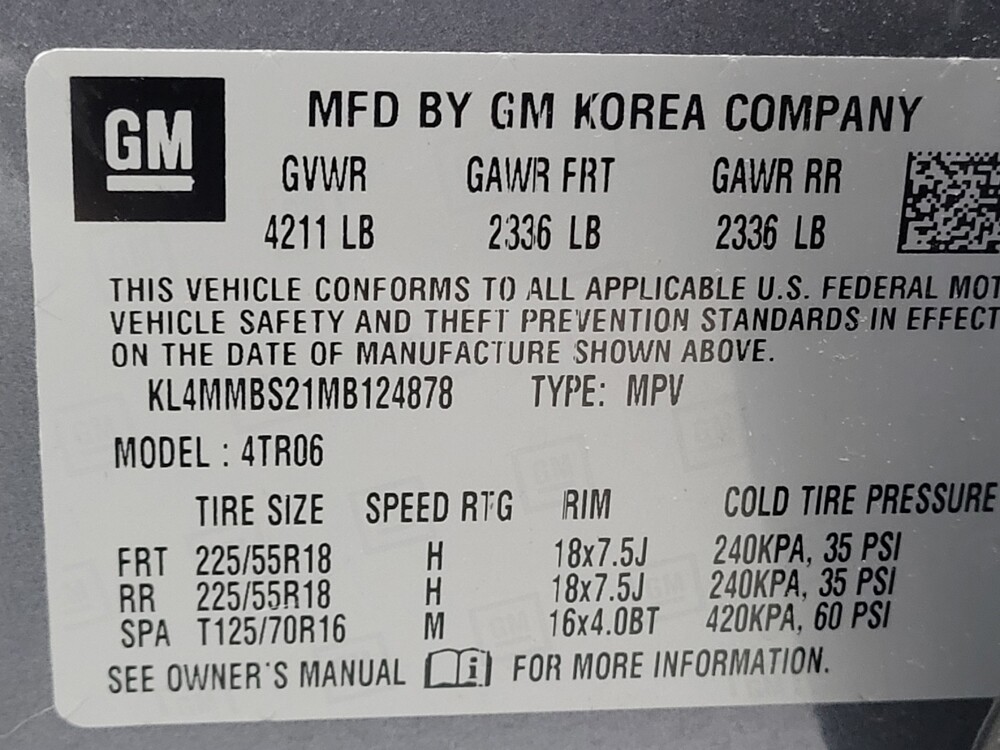 GM
MFD BY GM KOREA COMPANY
GVWR GAWR FRT GAWR RR
4211 LB 2336 LB 2336 LB
THIS VEHICLE CONFORMS TO ALL APPLICABLE U.S. FEDERAL MOT
VEHICLE SAFETY AND THEFT PREVENTION STANDARDS IN EFFECT
ON THE DATE OF MANUFACTURE SHOWN ABOVE.
KL4MMBS21MB124878 TYPE: MPV
MODEL : 4TR06
TIRE SIZE SPEED RTG RIM COLD TIRE PRESSURE
FRT 225/55R18 H 18x7.5J 240KPA, 35 PSI
RR 225/55R18 H 18x7.5J 240KPA, 35 PSI
SPA T125/70R16 M 16x4.0BT 420KPA, 60 PSI
SEE OWNER'S MANUAL i FOR MORE INFORMATION.